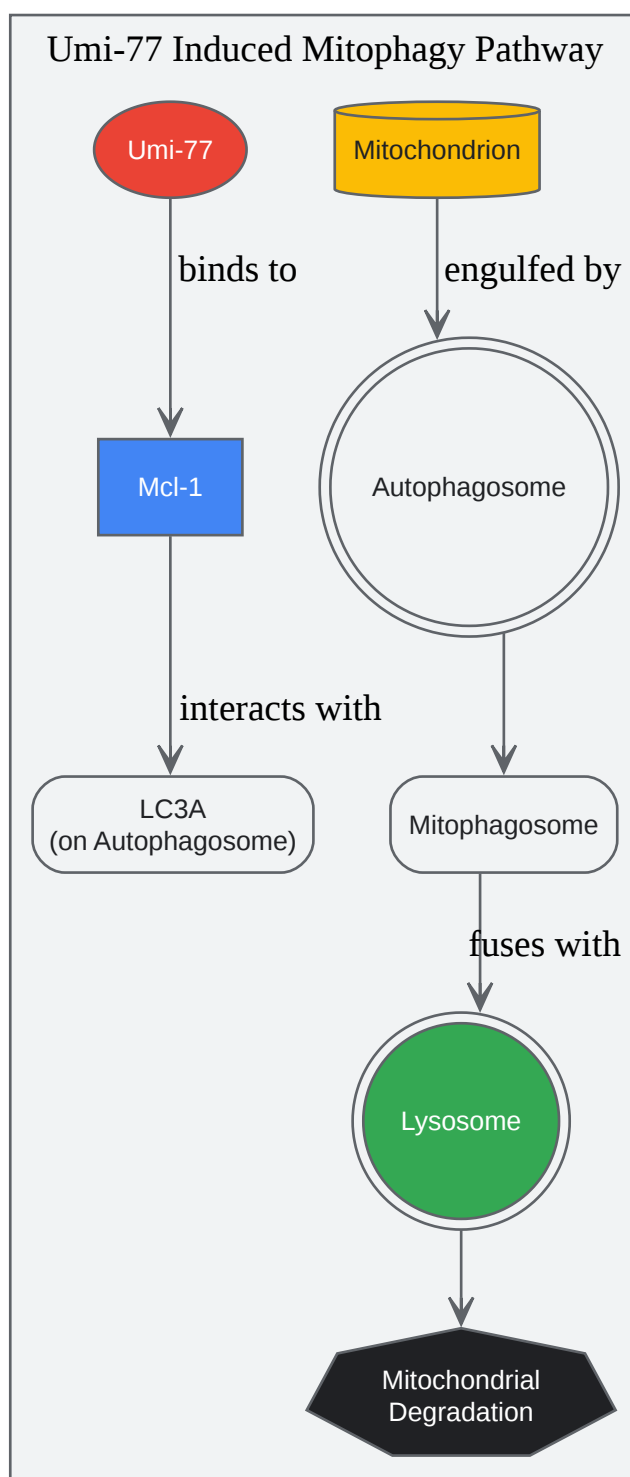 Umi-77 Induced Mitophagy Pathway
Umi-77
Mitochondrion
binds to
engulfed by
Mcl-1
Autophagosome
interacts with
LC3A
(on Autophagosome)
Mitophagosome
fuses with
Lysosome
Mitochondrial
Degradation